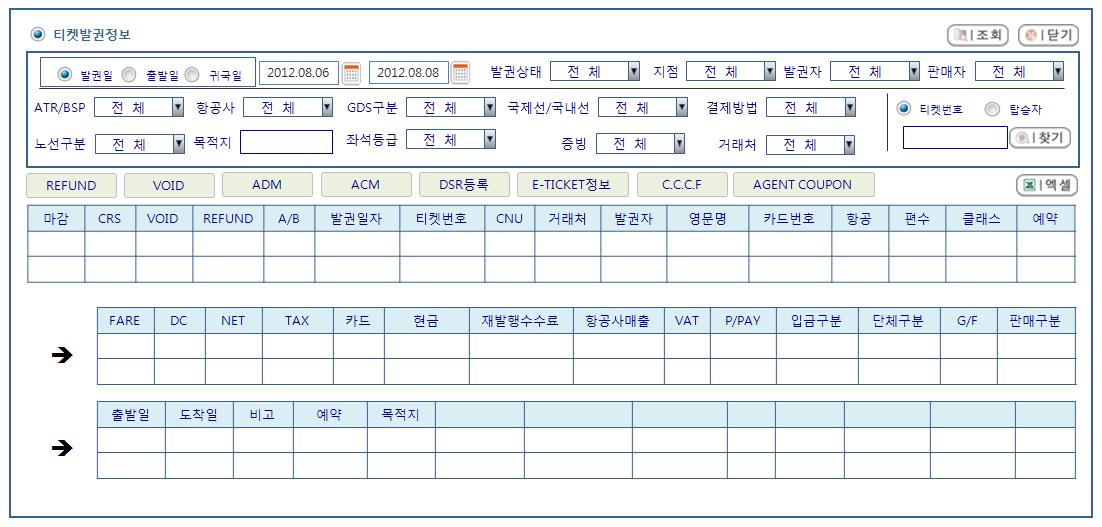 티켓발권정보 조회 닫기
발권일 출발일 귀국일 2012.08.06 2012.08.08 발권상태 전 체 지점 전 체 발권자 전 체 판매자 전 체
ATR/BSP 전 체 항공사 전 체 GDS구분 전 체 국제선/국내선 전 체 결제방법 전 체 티켓번호 탑승자
노선구분 전 체 목적지 좌석등급 전 체 증빙 전 체 거래처 전 체 찾기
REFUND VOID ADM ACM DSR등록 E-TICKET정보 C.C.C.F AGENT COUPON 엑셀
마감 CRS VOID REFUND A/B 발권일자 티켓번호 CNU 거래처 발권자 영문명 카드번호 항공 편수 클래스 예약
FARE DC NET TAX 카드 현금 재발행수수료 항공사매출 VAT P/PAY 입금구분 단체구분 G/F 판매구분
출발일 도착일 비고 예약 목적지